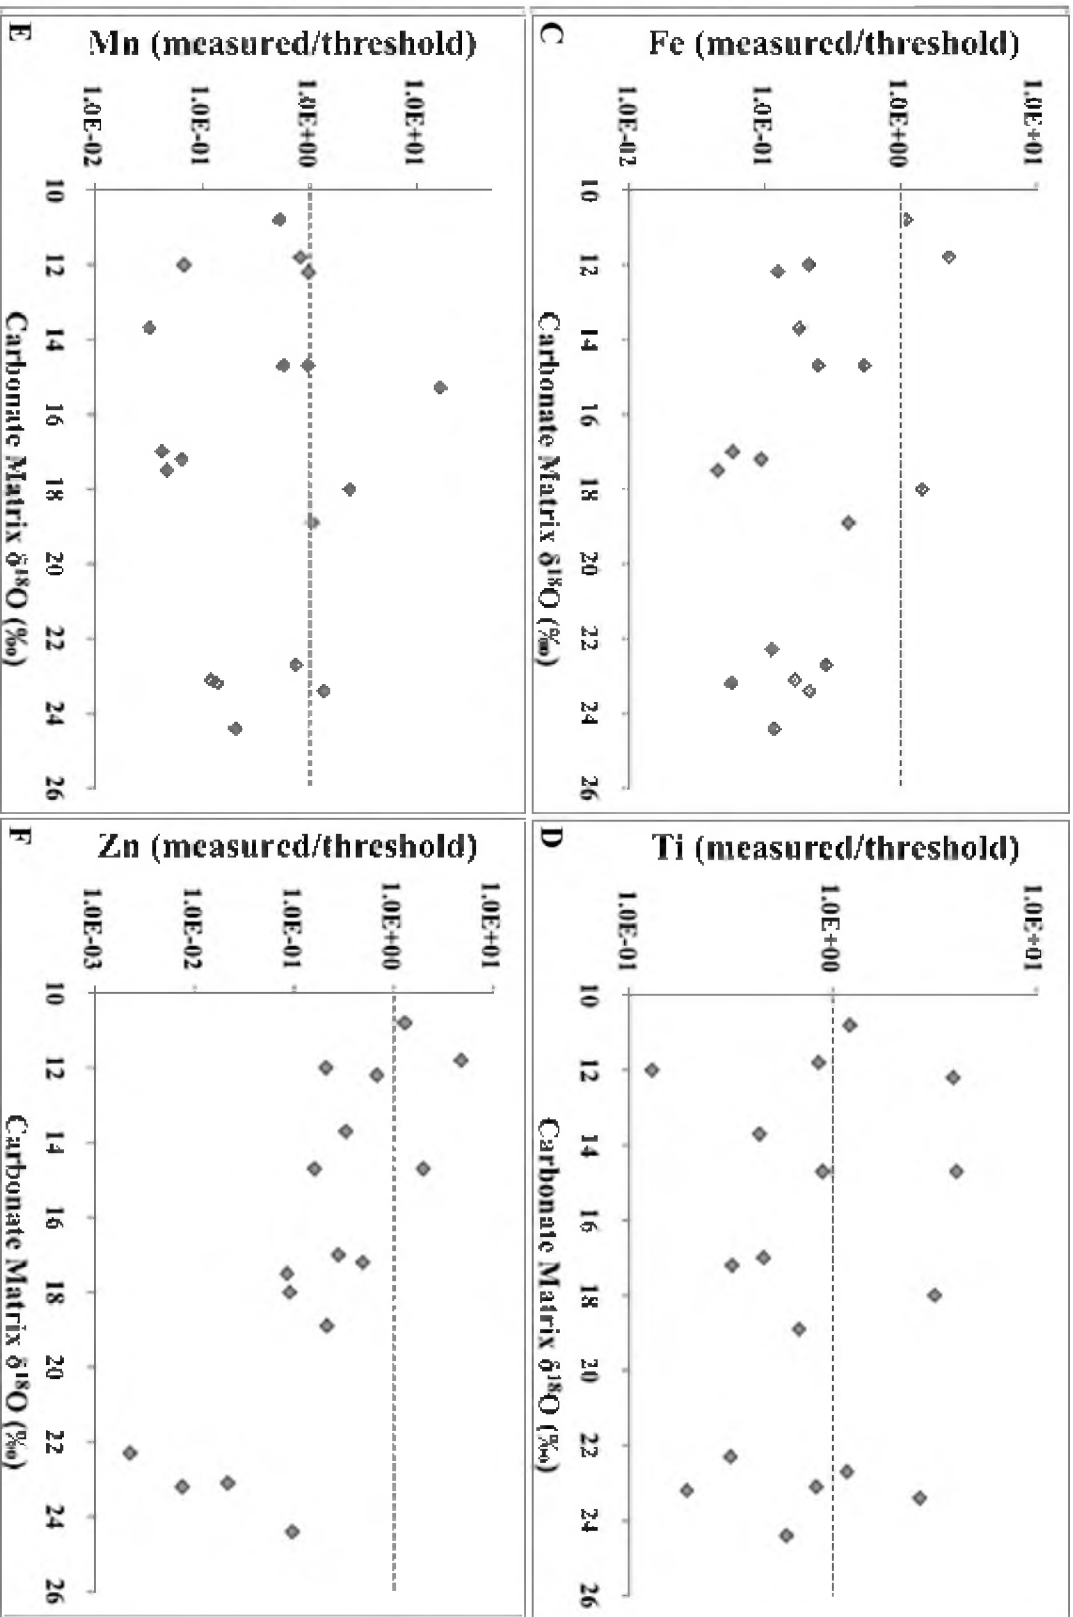 Fe (measured/threshold)
1.0E+01
1.0E+00
1.0E-01
1.0E-02
10 12 14 16 18 20 22 24 26
C Carbonate Matrix δ¹⁸O (‰)
Ti (measured/threshold)
1.0E+01
1.0E+00
1.0E-01
10 12 14 16 18 20 22 24 26
D Carbonate Matrix δ¹⁸O (‰)
Mn (measured/threshold)
1.0E+01
1.0E+00
1.0E-01
1.0E-02
10 12 14 16 18 20 22 24 26
E Carbonate Matrix δ¹⁸O (‰)
Zn (measured/threshold)
1.0E+01
1.0E+00
1.0E-01
1.0E-02
1.0E-03
10 12 14 16 18 20 22 24 26
F Carbonate Matrix δ¹⁸O (‰)